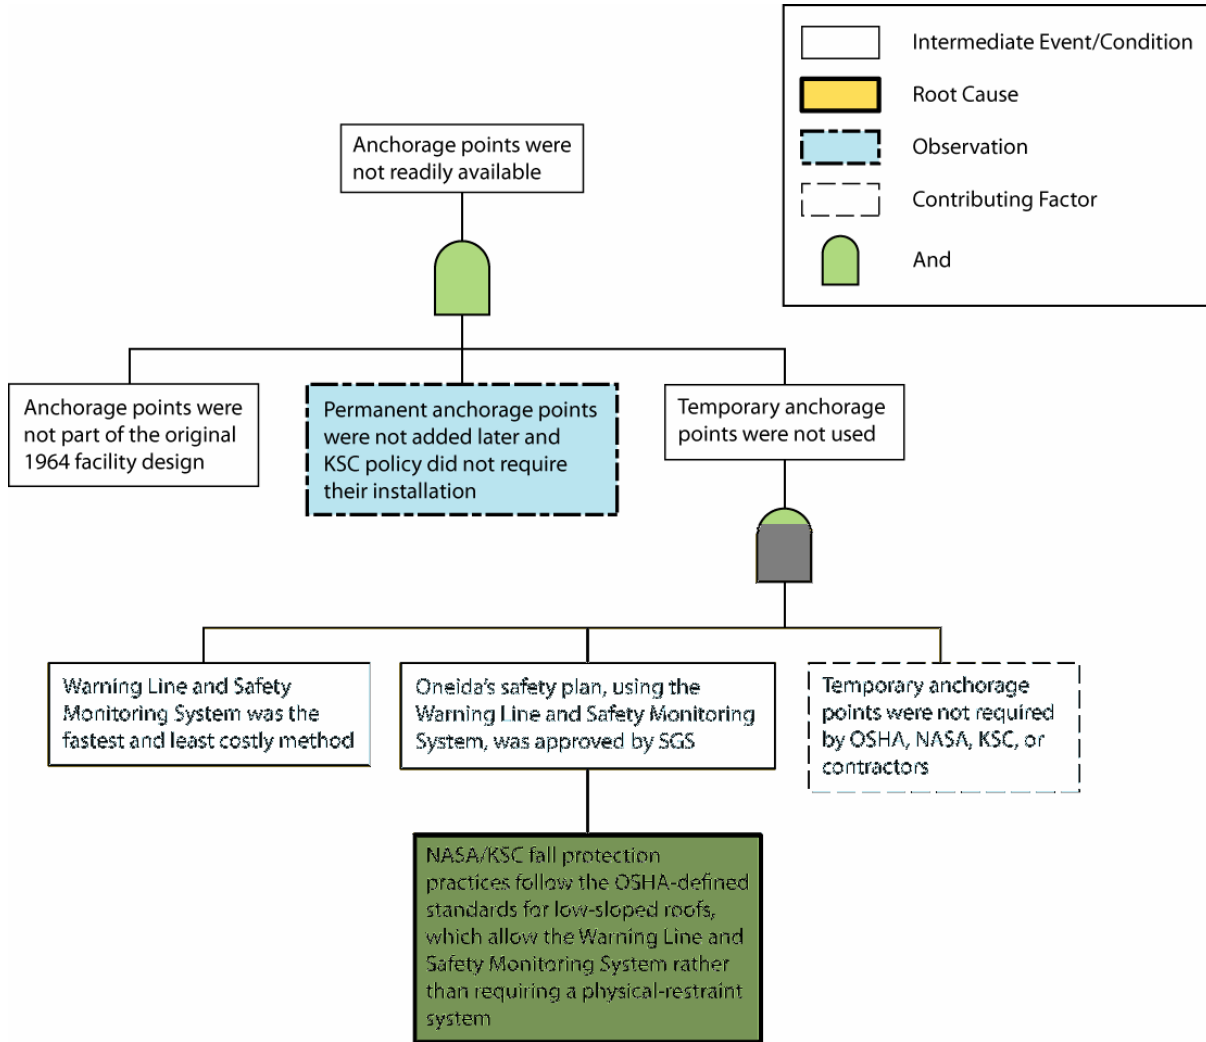 Intermediate Event/Condition
Root Cause
Observation
Contributing Factor
And
Anchorage points were
not readily available
Anchorage points were
not part of the original
1964 facility design
Permanent anchorage points
were not added later and
KSC policy did not require
their installation
Temporary anchorage
points were not used
Warning Line and Safety
Monitoring System was the
fastest and least costly method
Oneida’s safety plan, using the
Warning Line and Safety Monitoring
System, was approved by SGS
Temporary anchorage
points were not required
by OSHA, NASA, KSC, or
contractors
NASA/KSC fall protection
practices follow the OSHA-defined
standards for low-sloped roofs,
which allow the Warning Line and
Safety Monitoring System rather
than requiring a physical-restraint
system